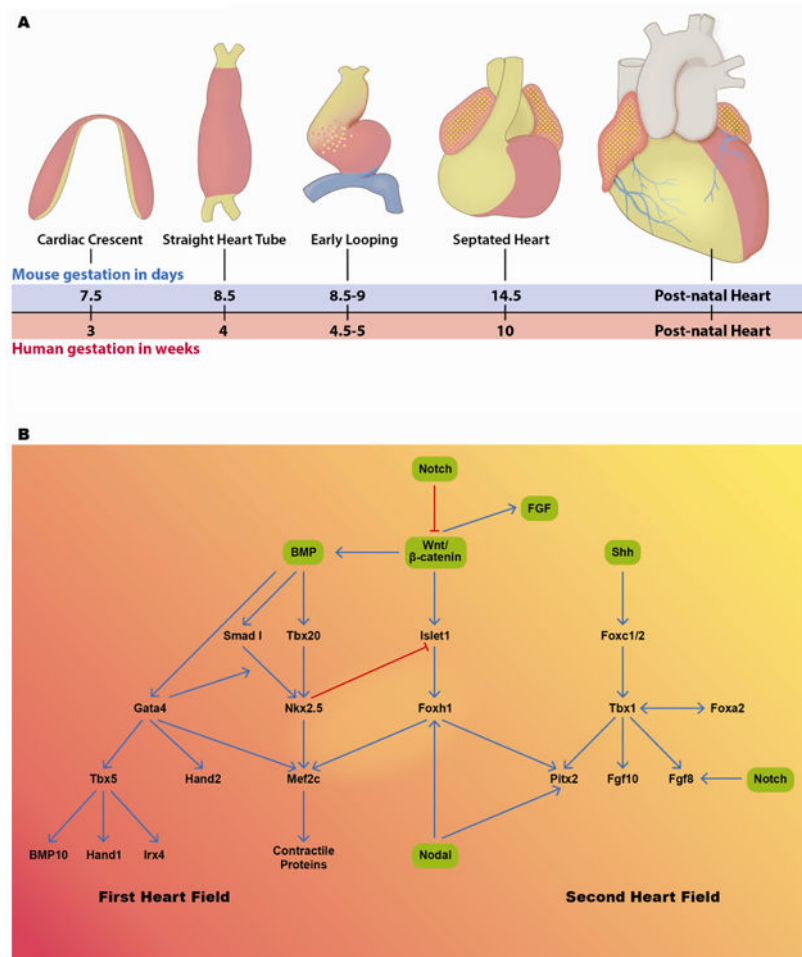 A
Cardiac Crescent
Straight Heart Tube
Early Looping
Septated Heart
Mouse gestation in days
7.5
8.5
8.5-9
14.5
Post-natal Heart
3
4
4.5-5
10
Post-natal Heart
Human gestation in weeks
B
Notch
FGF
BMP
Wnt/
β-catenin
Shh
Smad I
Tbx20
Islet1
Foxc1/2
Gata4
Nkx2.5
Foxh1
Tbx1
Foxa2
Tbx5
Hand2
Mef2c
Pitx2
Fgf10
Fgf8
Notch
BMP10
Hand1
Irx4
Contractile
Proteins
Nodal
First Heart Field
Second Heart Field